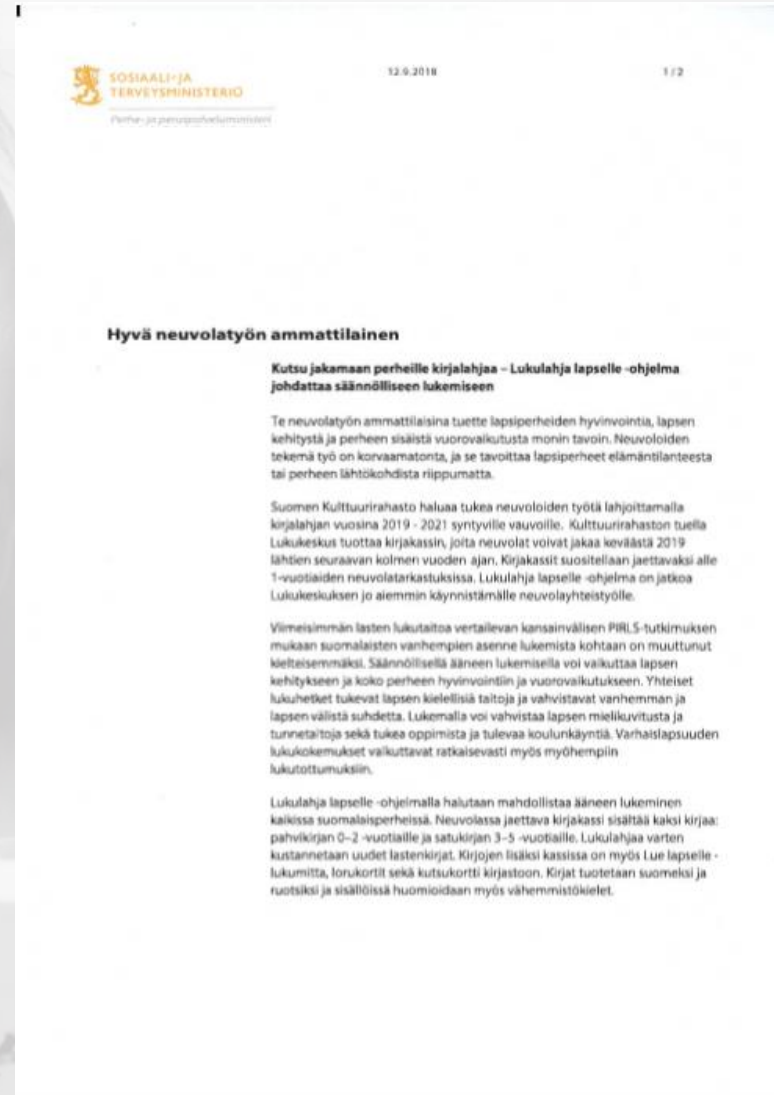 SOSIAALI- JA
TERVEYSMINISTERIÖ
12.9.2018
1 / 2
Perhe- ja peruspalveluministeri
Hyvä neuvolatyön ammattilainen
Kutsu jakamaan perheille kirjalahjaa – Lukulahja lapselle -ohjelma
johdattaa säännölliseen lukemiseen
Te neuvolatyön ammattilaisina tuette lapsiperheiden hyvinvointia, lapsen
kehitystä ja perheen sisäistä vuorovaikutusta monin tavoin. Neuvoloiden
tekemä työ on korvaamatonta, ja se tavoittaa lapsiperheet elämäntilanteesta
tai perheen lähtökohdista riippumatta.
Suomen Kulttuurirahasto haluaa tukea neuvoloiden työtä lahjoittamalla
kirjalahjan vuosina 2019 - 2021 syntyville vauvoille. Kulttuurirahaston tuella
Lukukeskus tuottaa kirjakassin, joita neuvolat voivat jakaa keväästä 2019
lähtien seuraavan kolmen vuoden ajan. Kirjakassit suositellaan jaettavaksi alle
1-vuotiaiden neuvolatarkastuksissa. Lukulahja lapselle -ohjelma on jatkoa
Lukukeskuksen jo aiemmin käynnistämälle neuvolayhteistyölle.
Viimeisimmän lasten lukutaitoa vertailevan kansainvälisen PIRLS-tutkimuksen
mukaan suomalaisten vanhempien asenne lukemista kohtaan on muuttunut
kielteisemmäksi. Säännöllisellä ääneen lukemisella voi vaikuttaa lapsen
kehitykseen ja koko perheen hyvinvointiin ja vuorovaikutukseen. Yhteiset
lukuhetket tukevat lapsen kielellisiä taitoja ja vahvistavat vanhemman ja
lapsen välistä suhdetta. Lukemalla voi vahvistaa lapsen mielikuvitusta ja
tunnetaitoja sekä tukea oppimista ja tulevaa koulunkäyntiä. Varhaislapsuuden
lukukokemukset vaikuttavat ratkaisevasti myös myöhempiin
lukutottumuksiin.
Lukulahja lapselle -ohjelmalla halutaan mahdollistaa ääneen lukeminen
kaikissa suomalaisperheissä. Neuvolassa jaettava kirjakassi sisältää kaksi kirjaa:
pahvikirjan 0–2 -vuotiaille ja satukirjan 3–5 -vuotiaille. Lukulahjaa varten
kustannetaan uudet lastenkirjat. Kirjojen lisäksi kassissa on myös Lue lapselle -
lukumitta, lorukortit sekä kutsukortti kirjastoon. Kirjat tuotetaan suomeksi ja
ruotsiksi ja sisällöissä huomioidaan myös vähemmistökielet.